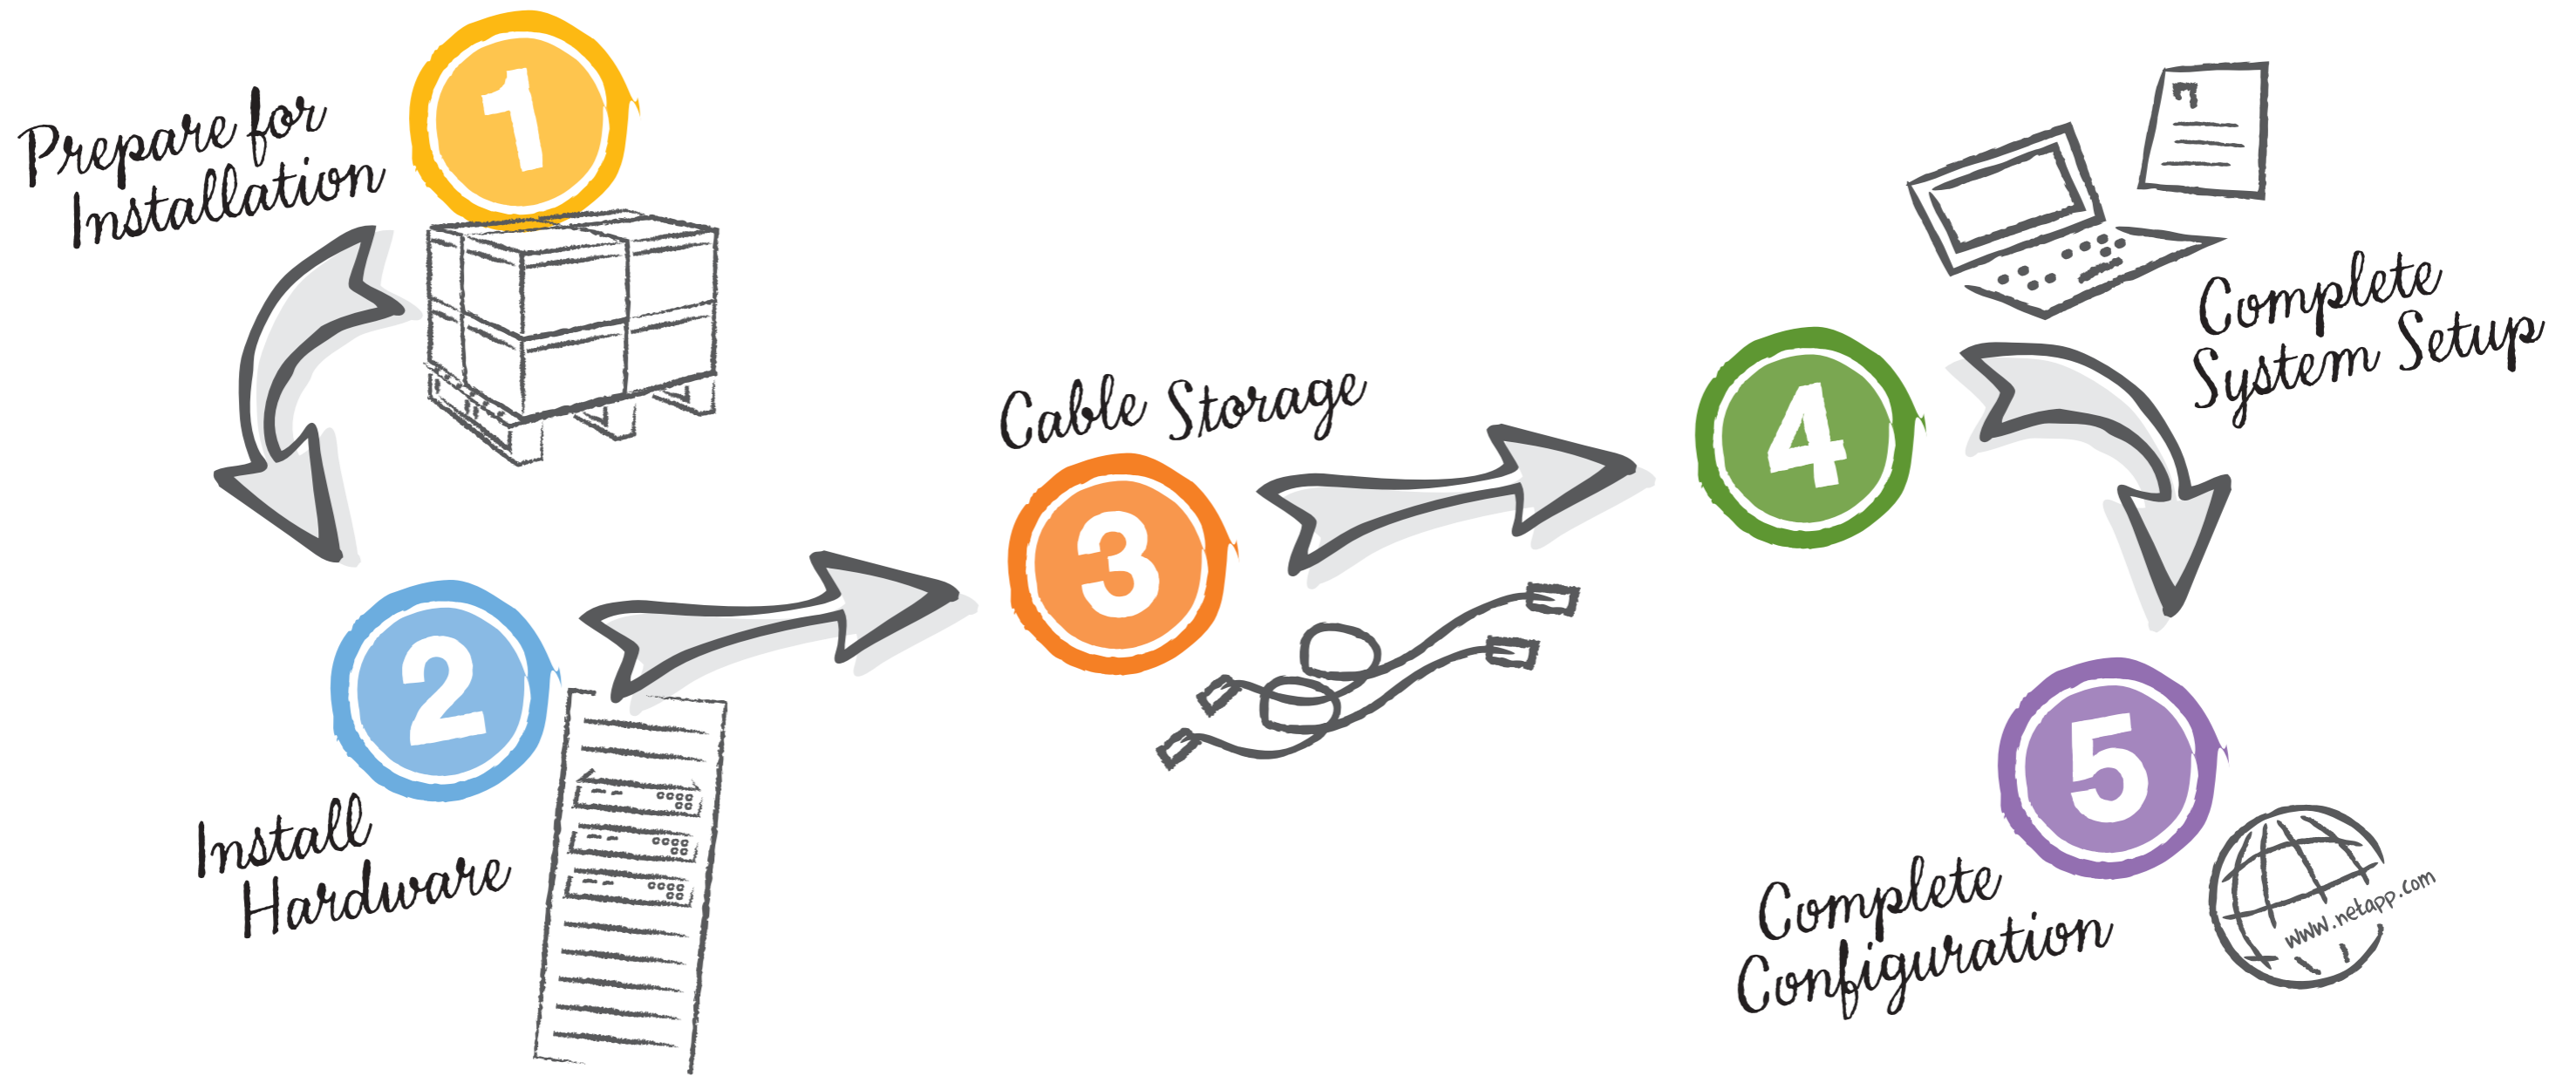 1
Prepare for
Installation
2
Install
Hardware
3
Cable Storage
4
Complete
System Setup
5
Complete
Configuration
www.netapp.com